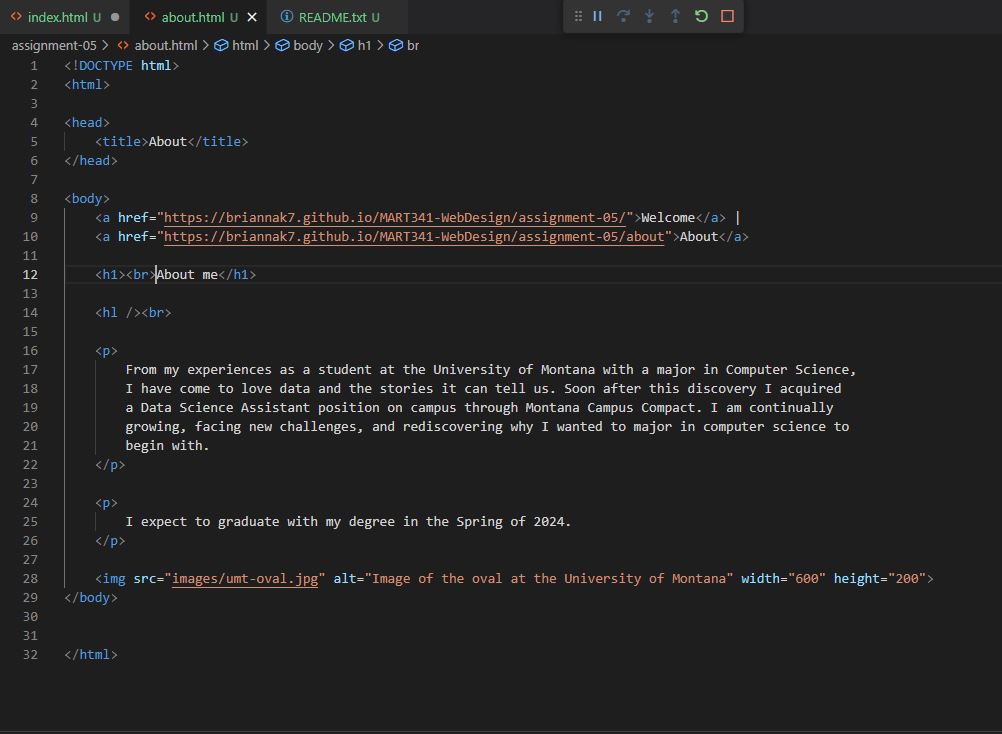 index.html U about.html U README.txt U
assignment-05 > about.html > html > body > h1 > br
1 <!DOCTYPE html>
2 <html>
3
4 <head>
5 <title>About</title>
6 </head>
7
8 <body>
9 <a href="https://briannak7.github.io/MART341-WebDesign/assignment-05/">Welcome</a> |
10 <a href="https://briannak7.github.io/MART341-WebDesign/assignment-05/about">About</a>
11
12 <h1><br>About me</h1>
13
14 <hl /><br>
15
16 <p>
17 From my experiences as a student at the University of Montana with a major in Computer Science,
18 I have come to love data and the stories it can tell us. Soon after this discovery I acquired
19 a Data Science Assistant position on campus through Montana Campus Compact. I am continually
20 growing, facing new challenges, and rediscovering why I wanted to major in computer science to
21 begin with.
22 </p>
23
24 <p>
25 I expect to graduate with my degree in the Spring of 2024.
26 </p>
27
28 <img src="images/umt-oval.jpg" alt="Image of the oval at the University of Montana" width="600" height="200">
29 </body>
30
31
32 </html>